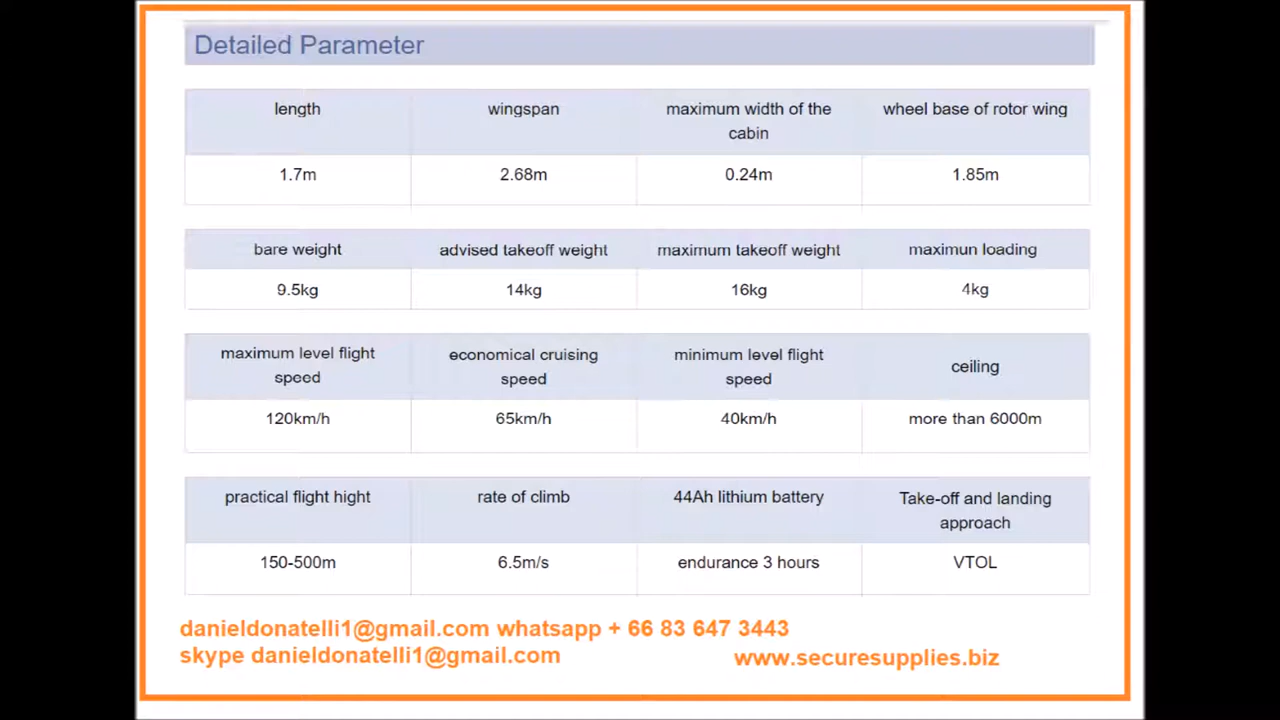 Detailed Parameter
length
wingspan
maximum width of the
cabin
wheel base of rotor wing
1.7m
2.68m
0.24m
1.85m
bare weight
advised takeoff weight
maximum takeoff weight
maximun loading
9.5kg
14kg
16kg
4kg
maximum level flight
speed
economical cruising
speed
minimum level flight
speed
ceiling
120km/h
65km/h
40km/h
more than 6000m
practical flight hight
rate of climb
44Ah lithium battery
Take-off and landing
approach
150-500m
6.5m/s
endurance 3 hours
VTOL
danieldonatelli1@gmail.com whatsapp + 66 83 647 3443
skype danieldonatelli1@gmail.com
www.securesupplies.biz